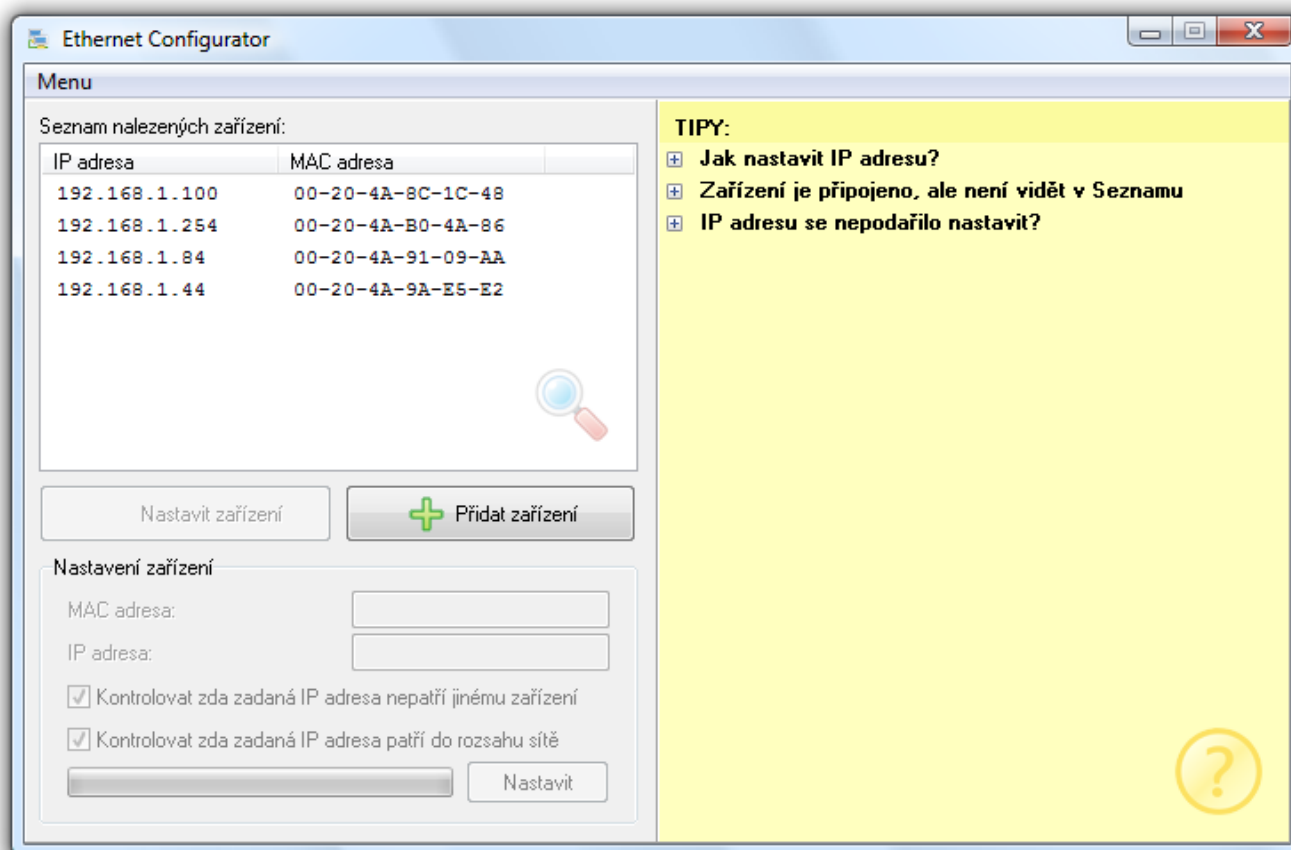 Ethernet Configurator
Menu
Seznam nalezených zařízení:
IP adresa MAC adresa
192.168.1.100 00-20-4A-8C-1C-48
192.168.1.254 00-20-4A-B0-4A-86
192.168.1.84 00-20-4A-91-09-AA
192.168.1.44 00-20-4A-9A-E5-E2
Nastavit zařízení Přidat zařízení
Nastavení zařízení
MAC adresa:
IP adresa:
Kontrolovat zda zadaná IP adresa nepatří jinému zařízení
Kontrolovat zda zadaná IP adresa patří do rozsahu sítě
Nastavit
TIPY:
Jak nastavit IP adresu?
Zařízení je připojeno, ale není vidět v Seznamu
IP adresu se nepodařilo nastavit?
?